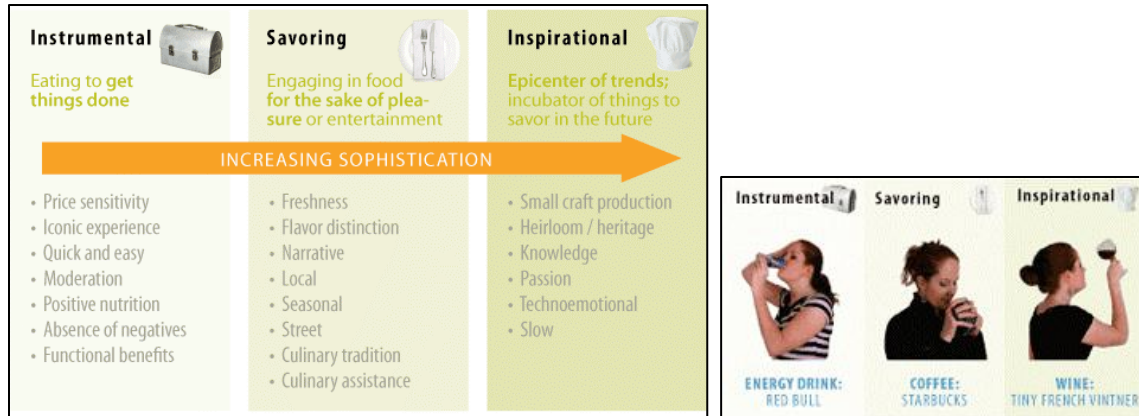 Instrumental
Eating to get
things done
Savoring
Engaging in food
for the sake of plea-
sure or entertainment
Inspirational
Epicenter of trends;
incubator of things to
savor in the future
INCREASING SOPHISTICATION
• Price sensitivity
• Iconic experience
• Quick and easy
• Moderation
• Positive nutrition
• Absence of negatives
• Functional benefits
• Freshness
• Flavor distinction
• Narrative
• Local
• Seasonal
• Street
• Culinary tradition
• Culinary assistance
• Small craft production
• Heirloom / heritage
• Knowledge
• Passion
• Technoemotional
• Slow
Instrumental
Savoring
Inspirational
ENERGY DRINK:
RED BULL
COFFEE:
STARBUCKS
WINE:
TINY FRENCH VINTNER